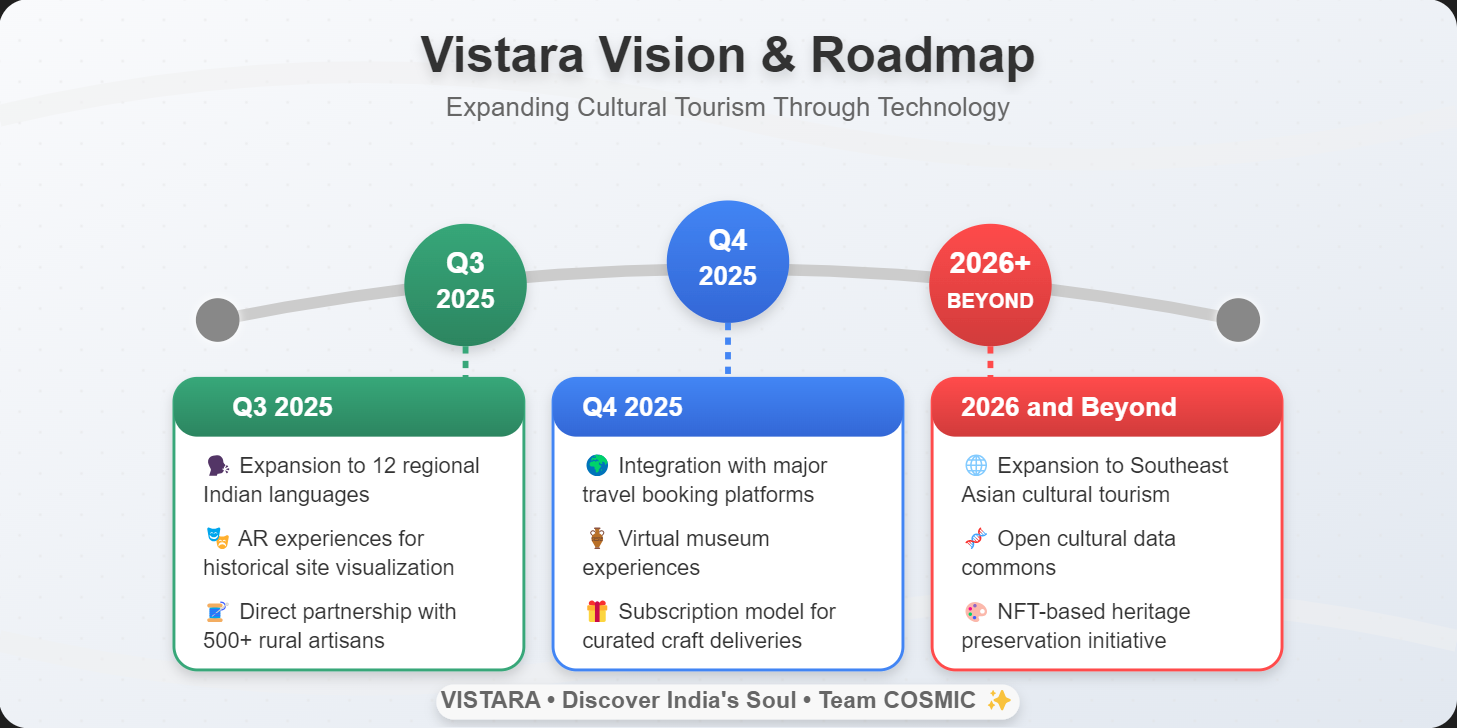 Vistara Vision & Roadmap
Expanding Cultural Tourism Through Technology
Q3
2025
Q4
2025
2026+
BEYOND
Q3 2025
🗣️ Expansion to 12 regional
Indian languages
🎭 AR experiences for
historical site visualization
🧵 Direct partnership with
500+ rural artisans
Q4 2025
🌍 Integration with major
travel booking platforms
🏺 Virtual museum
experiences
🎁 Subscription model for
curated craft deliveries
2026 and Beyond
🌐 Expansion to Southeast
Asian cultural tourism
🧬 Open cultural data
commons
🎨 NFT-based heritage
preservation initiative
VISTARA • Discover India's Soul • Team COSMIC ✨